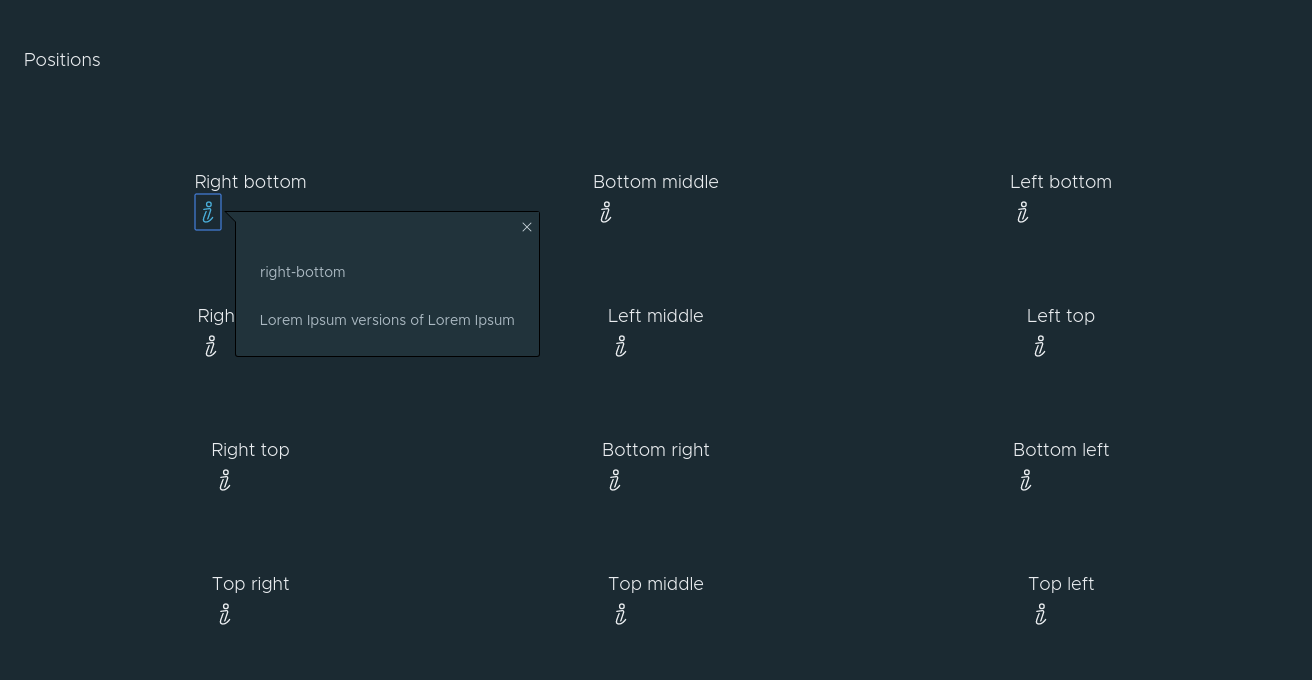 Positions
Right bottom
Bottom middle
Left bottom
right-bottom
Lorem Ipsum versions of Lorem Ipsum
Left middle
Left top
Right top
Bottom right
Bottom left
Top right
Top middle
Top left